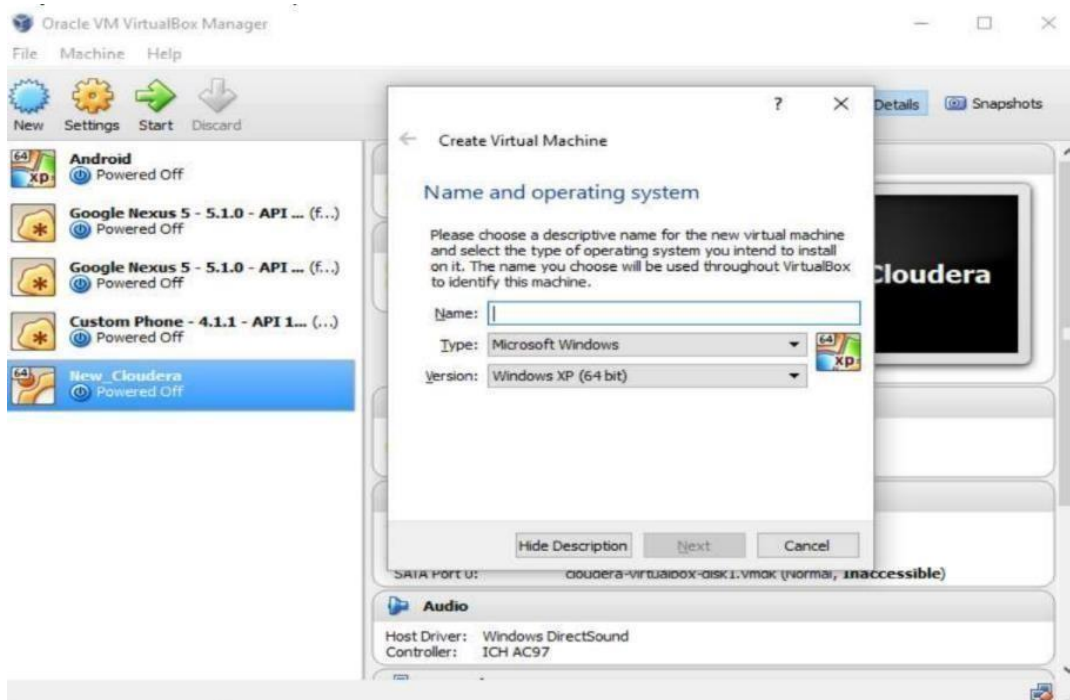 Oracle VM VirtualBox Manager
File Machine Help
New Settings Start Discard
Details Snapshots
Android
Powered Off
Google Nexus 5 - 5.1.0 - API ... (f...)
Powered Off
Google Nexus 5 - 5.1.0 - API ... (f...)
Powered Off
Custom Phone - 4.1.1 - API 1... (...)
Powered Off
New_Cloudera
Powered Off
64
xp
64
? 
Create Virtual Machine
Name and operating system
Please choose a descriptive name for the new virtual machine
and select the type of operating system you intend to install
on it. The name you choose will be used throughout VirtualBox
to identify this machine.
Name:
Type: Microsoft Windows
Version: Windows XP (64 bit)
64
xp
Hide Description Next Cancel
Cloudera
SATA Port 0: cloudera-virtualbox-disk1.vmdk (Normal, Inaccessible)
Audio
Host Driver: Windows DirectSound
Controller: ICH AC97